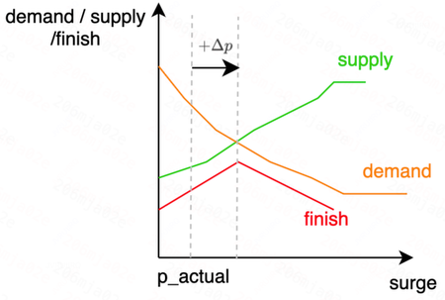 demand / supply
/finish
+Δp
supply
demand
finish
p_actual
surge